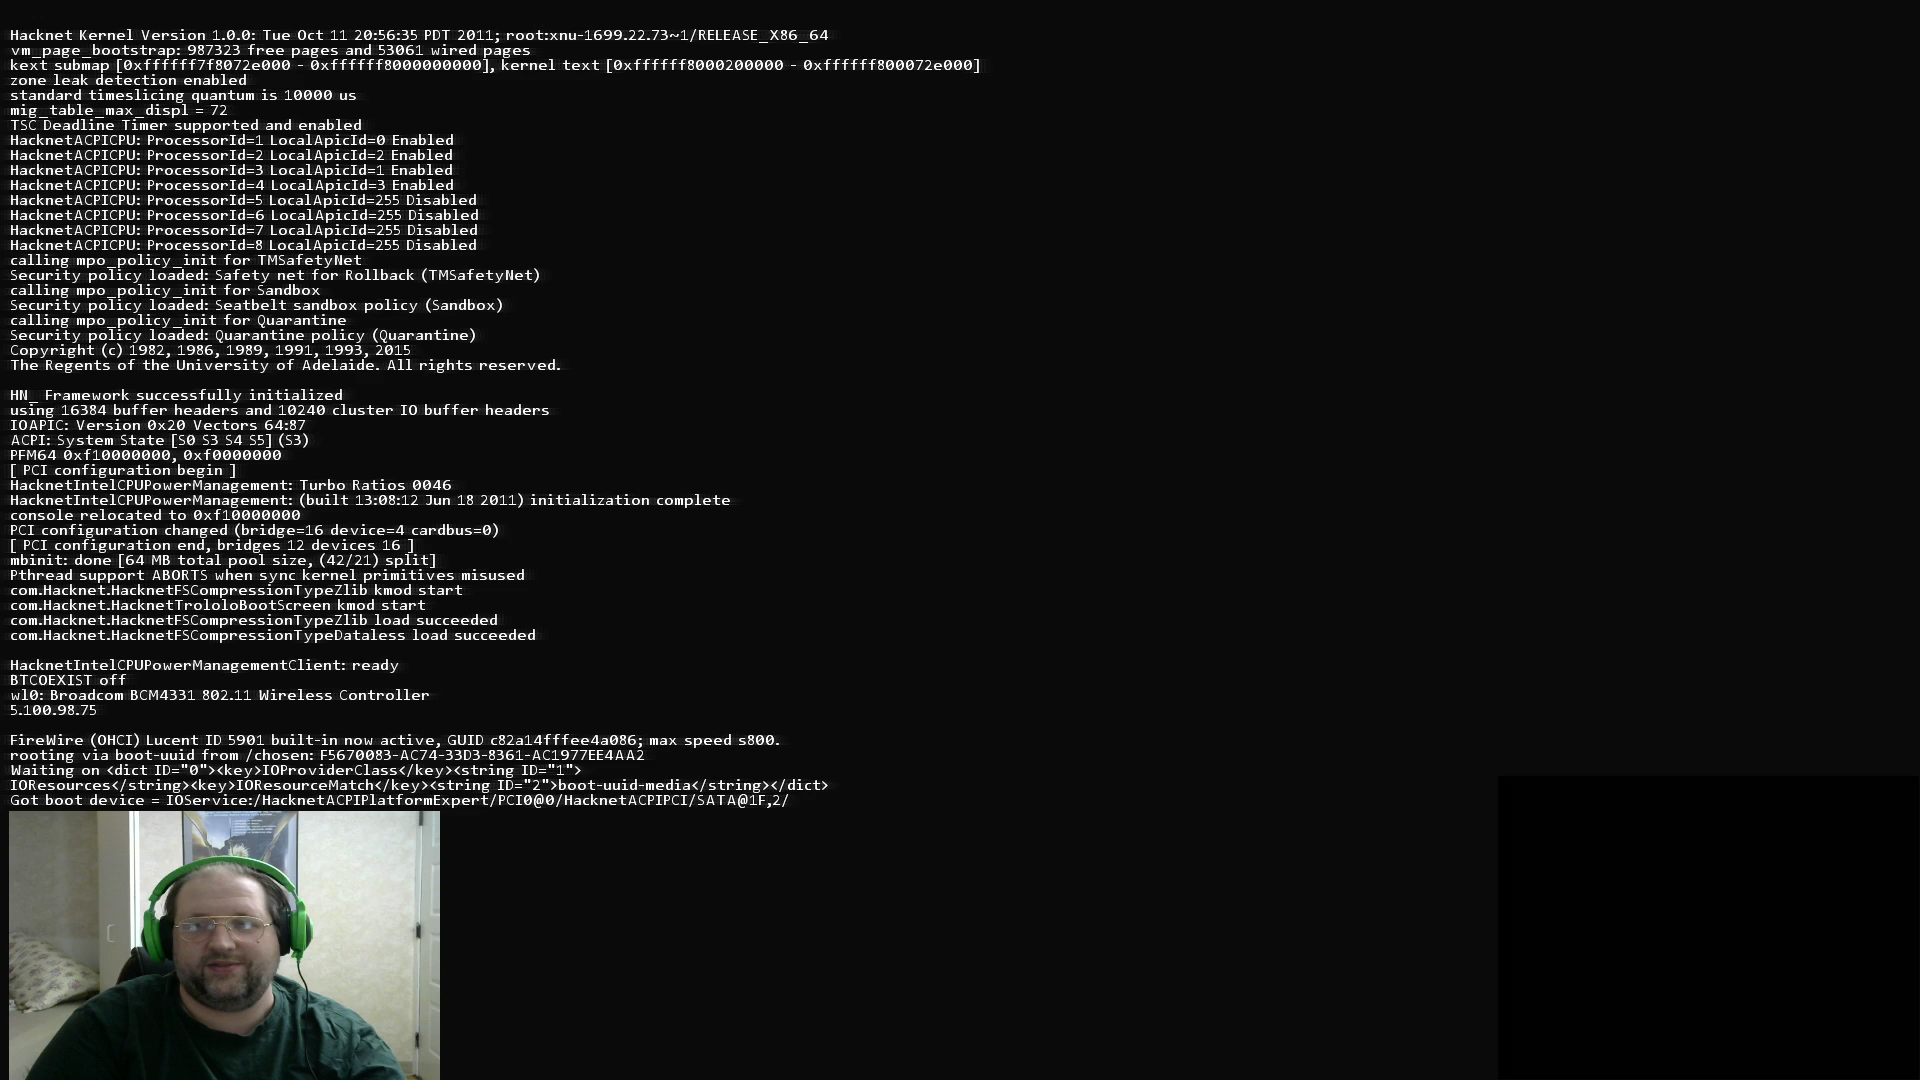 Hacknet Kernel Version 1.0.0: Tue Oct 11 20:56:35 PDT 2011; root:xnu-1699.22.73~1/RELEASE_X86_64
vm_page_bootstrap: 987323 free pages and 53061 wired pages
kext submap [0xffffff7f8072e000 - 0xffffff8000000000], kernel text [0xffffff8000200000 - 0xffffff800072e000]
zone leak detection enabled
standard timeslicing quantum is 10000 us
mig_table_max_displ = 72
TSC Deadline Timer supported and enabled
HacknetACPICPU: ProcessorId=1 LocalApicId=0 Enabled
HacknetACPICPU: ProcessorId=2 LocalApicId=2 Enabled
HacknetACPICPU: ProcessorId=3 LocalApicId=1 Enabled
HacknetACPICPU: ProcessorId=4 LocalApicId=3 Enabled
HacknetACPICPU: ProcessorId=5 LocalApicId=255 Disabled
HacknetACPICPU: ProcessorId=6 LocalApicId=255 Disabled
HacknetACPICPU: ProcessorId=7 LocalApicId=255 Disabled
HacknetACPICPU: ProcessorId=8 LocalApicId=255 Disabled
calling mpo_policy_init for TMSafetyNet
Security policy loaded: Safety net for Rollback (TMSafetyNet)
calling mpo_policy_init for Sandbox
Security policy loaded: Seatbelt sandbox policy (Sandbox)
calling mpo_policy_init for Quarantine
Security policy loaded: Quarantine policy (Quarantine)
Copyright (c) 1982, 1986, 1989, 1991, 1993, 2015
The Regents of the University of Adelaide. All rights reserved.
HN_ Framework successfully initialized
using 16384 buffer headers and 10240 cluster IO buffer headers
IOAPIC: Version 0x20 Vectors 64:87
ACPI: System State [S0 S3 S4 S5] (S3)
PFM64 0xf10000000, 0xf0000000
[ PCI configuration begin ]
HacknetIntelCPUPowerManagement: Turbo Ratios 0046
HacknetIntelCPUPowerManagement: (built 13:08:12 Jun 18 2011) initialization complete
console relocated to 0xf10000000
PCI configuration changed (bridge=16 device=4 cardbus=0)
[ PCI configuration end, bridges 12 devices 16 ]
mbinit: done [64 MB total pool size, (42/21) split]
Pthread support ABORTS when sync kernel primitives misused
com.Hacknet.HacknetFSCompressionTypeZlib kmod start
com.Hacknet.HacknetTrololoBootScreen kmod start
com.Hacknet.HacknetFSCompressionTypeZlib load succeeded
com.Hacknet.HacknetFSCompressionTypeDataless load succeeded
HacknetIntelCPUPowerManagementClient: ready
BTCOEXIST off
wl0: Broadcom BCM4331 802.11 Wireless Controller
5.100.98.75
FireWire (OHCI) Lucent ID 5901 built-in now active, GUID c82a14fffee4a086; max speed s800.
rooting via boot-uuid from /chosen: F5670083-AC74-33D3-8361-AC1977EE4AA2
Waiting on <dict ID="0"><key>IOProviderClass</key><string ID="1">
IOResources</string><key>IOResourceMatch</key><string ID="2">boot-uuid-media</string></dict>
Got boot device = IOService:/HacknetACPIPlatformExpert/PCI0@0/HacknetACPIPCI/SATA@1F,2/